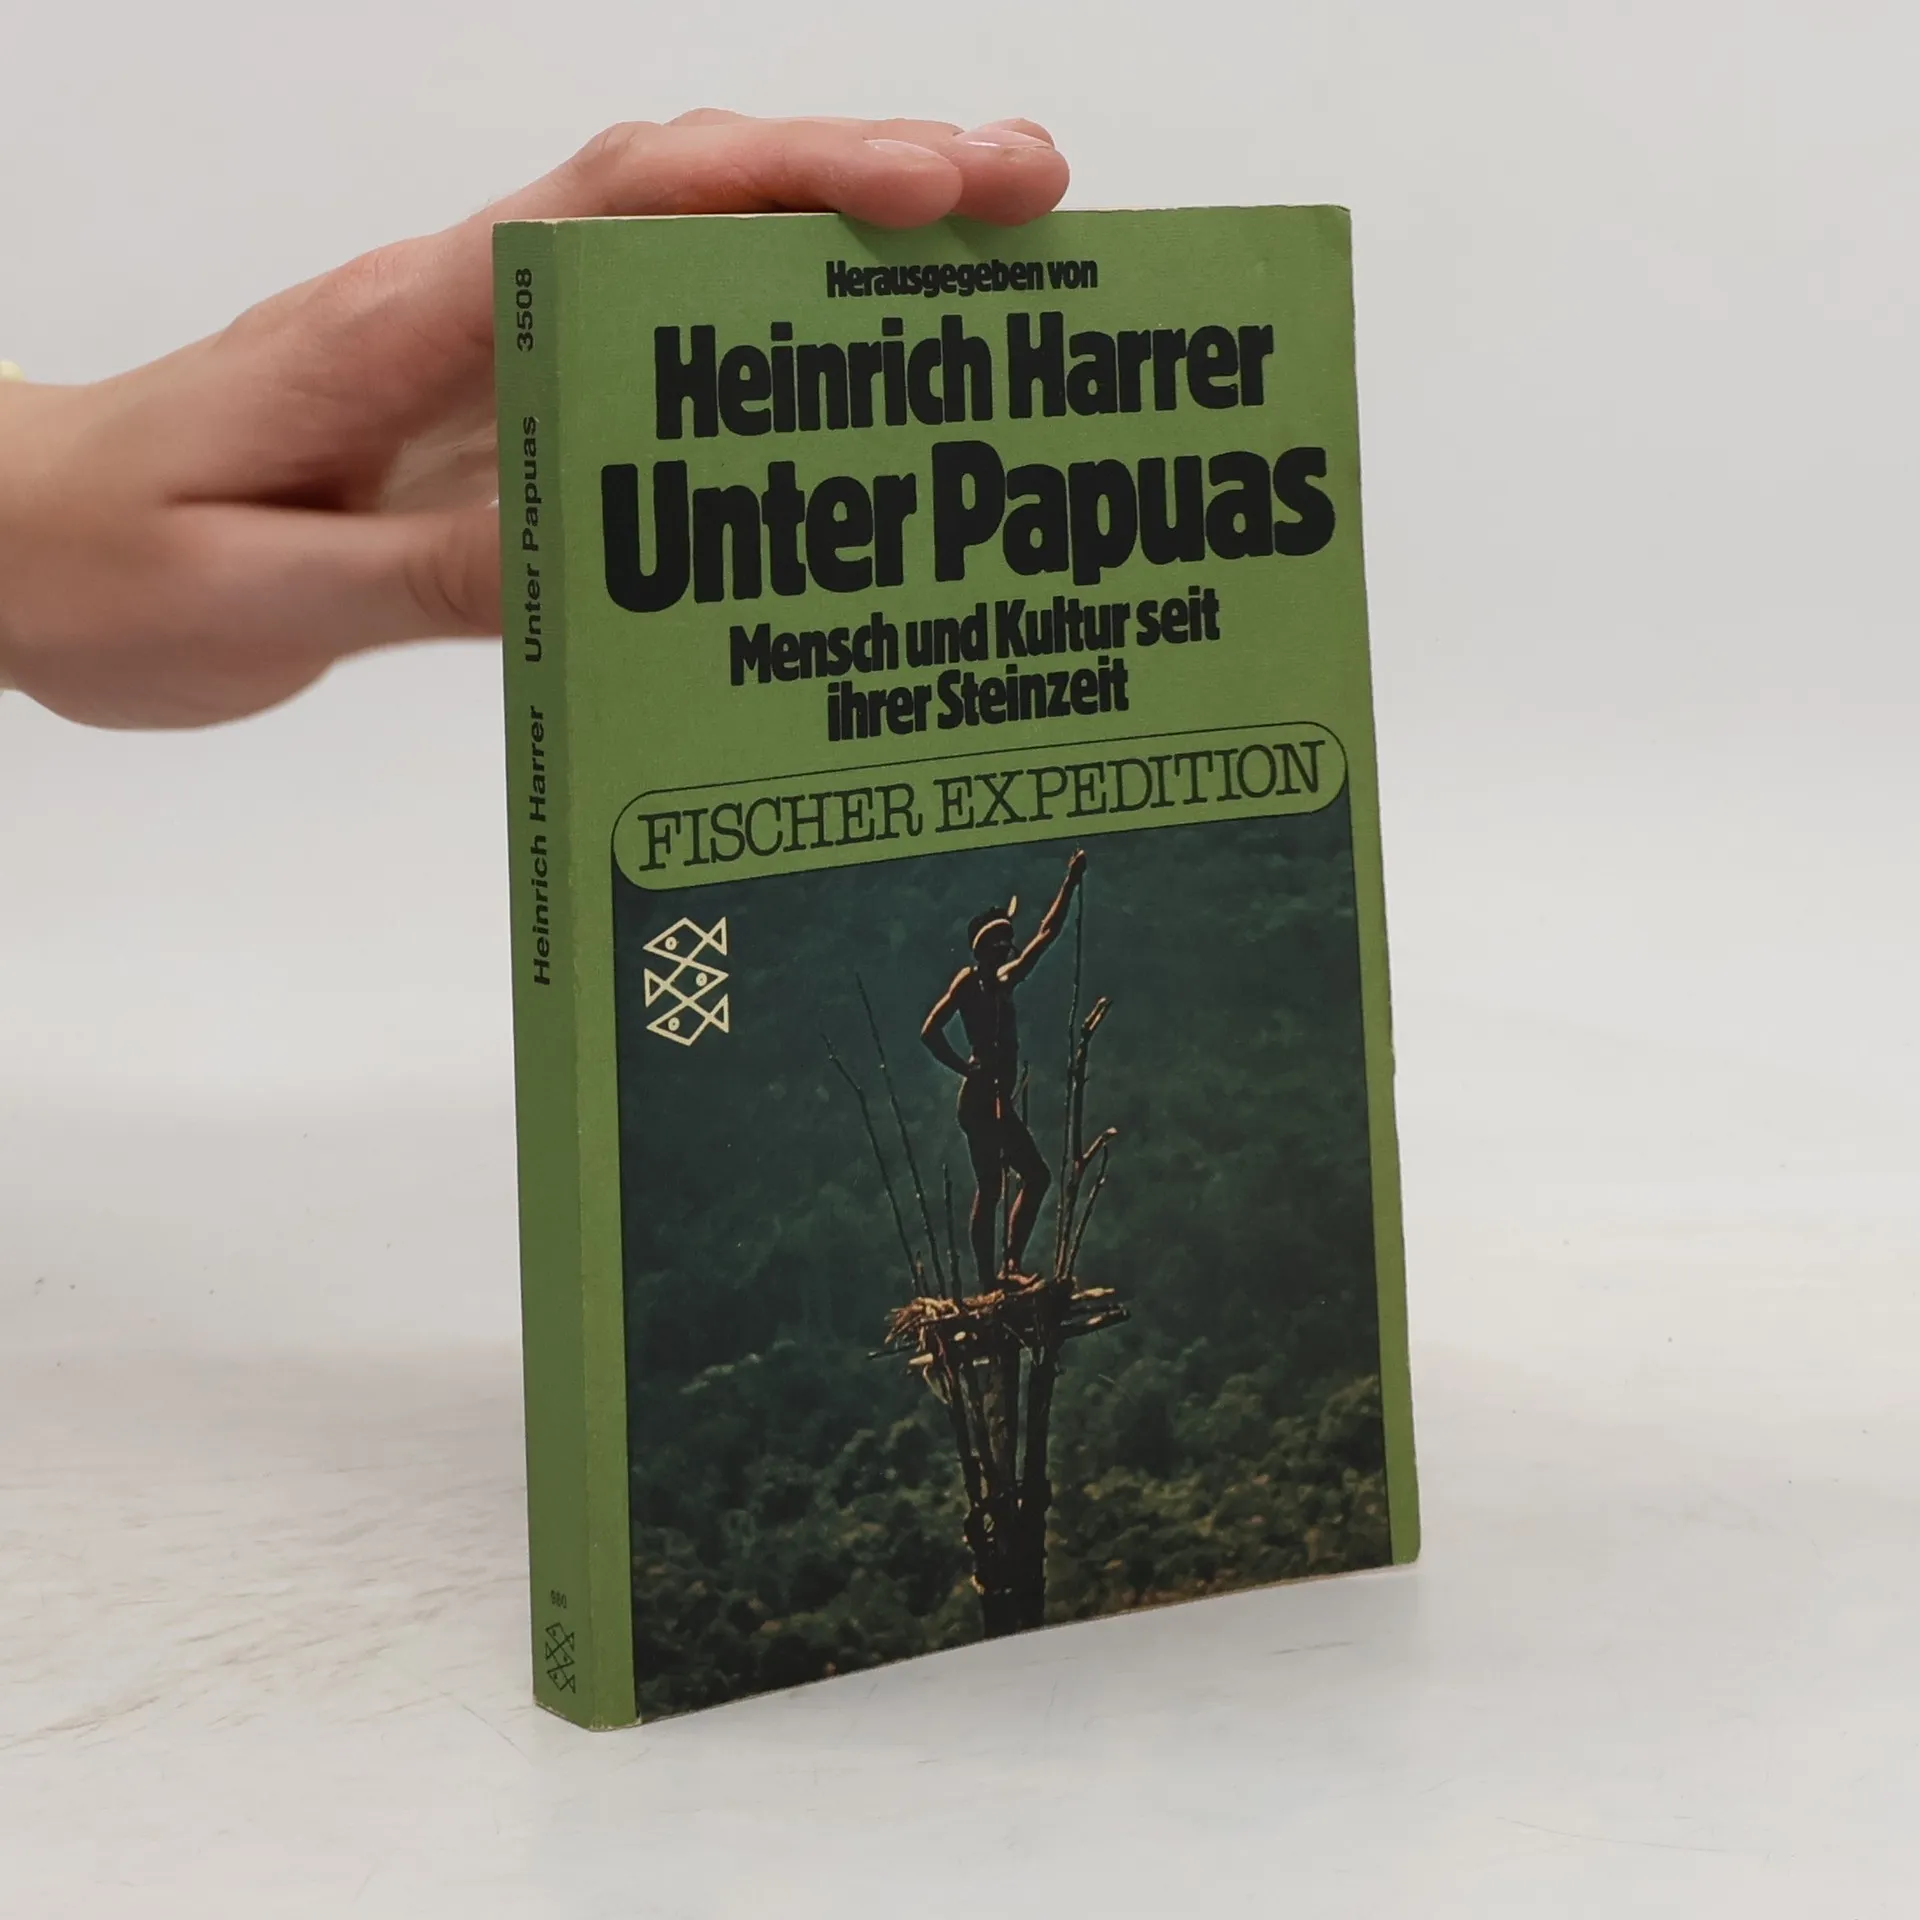 Herausgegeben von
Heinrich Harrer
Unter Papuas
Mensch und Kultur seit
ihrer Steinzeit
FISCHER EXPEDITION
Heinrich Harrer Unter Papuas 3508